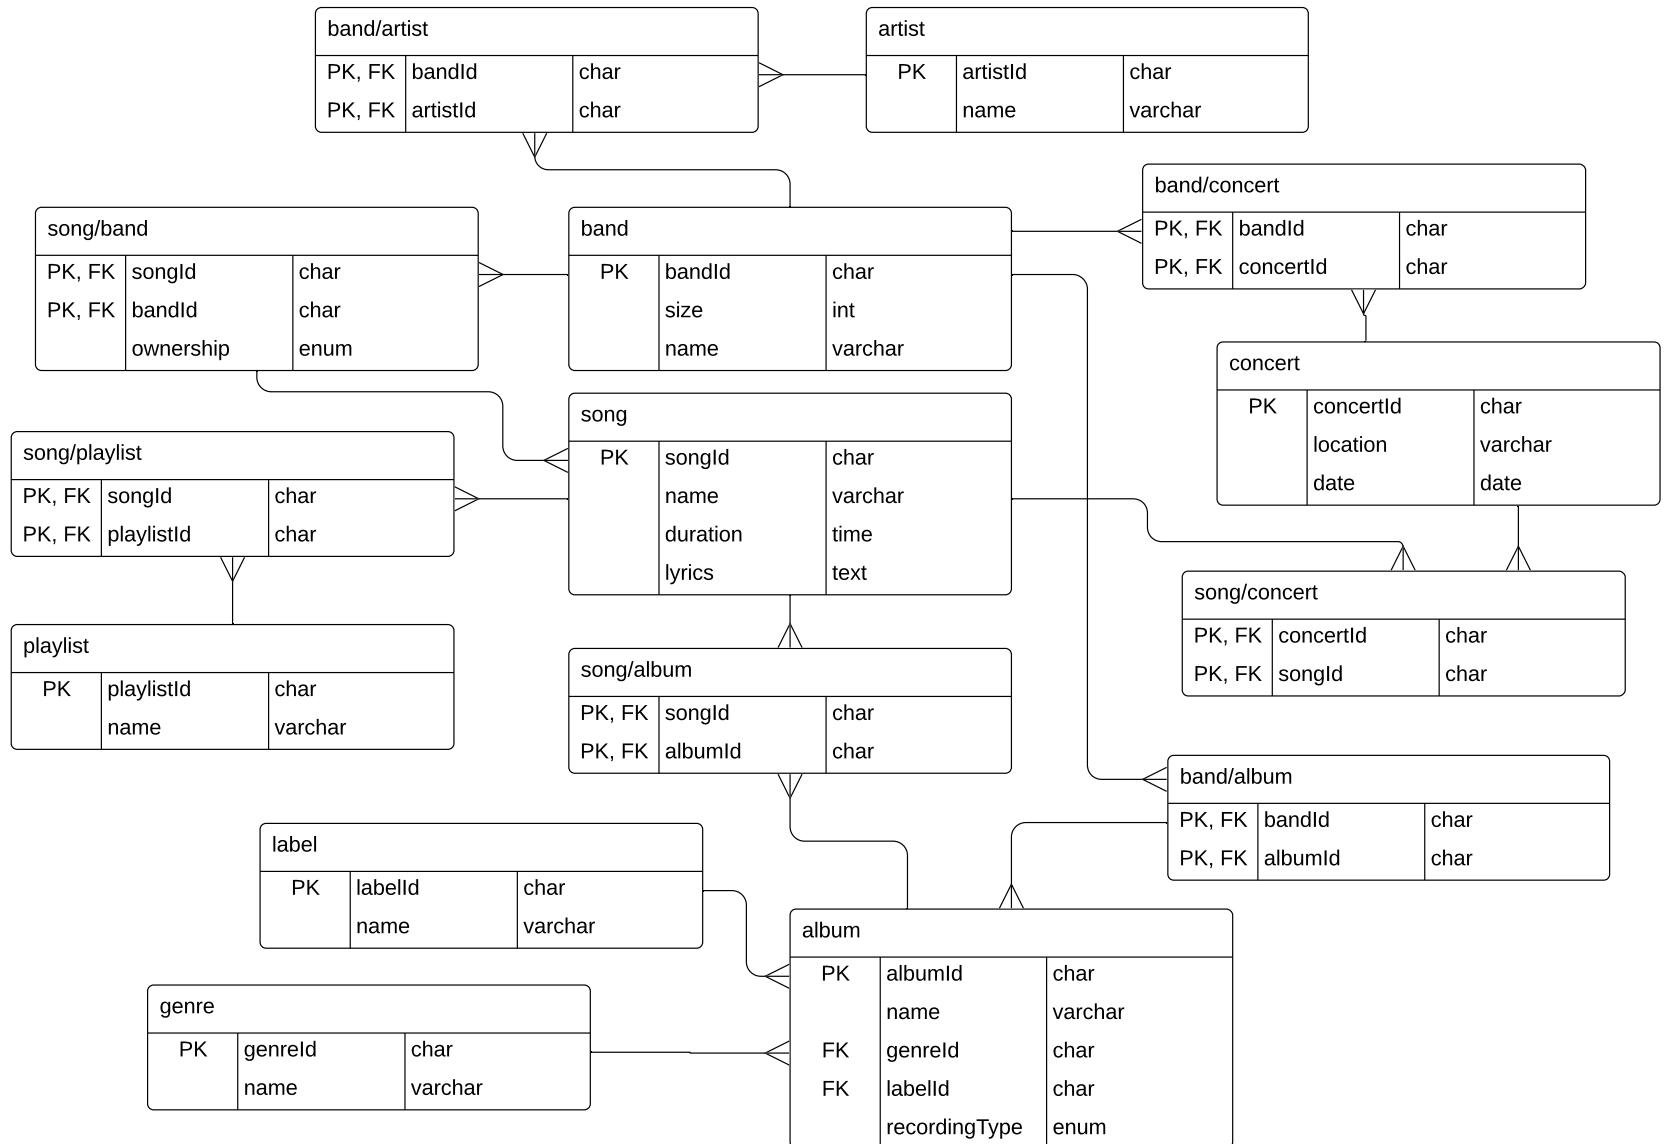 band/artist
PK, FK bandId char
PK, FK artistId char
artist
PK artistId char
name varchar
band/concert
PK, FK bandId char
PK, FK concertId char
song/band
PK, FK songId char
PK, FK bandId char
ownership enum
band
PK bandId char
size int
name varchar
concert
PK concertId char
location varchar
date date
song
PK songId char
name varchar
duration time
lyrics text
song/playlist
PK, FK songId char
PK, FK playlistId char
song/concert
PK, FK concertId char
PK, FK songId char
playlist
PK playlistId char
name varchar
song/album
PK, FK songId char
PK, FK albumId char
band/album
PK, FK bandId char
PK, FK albumId char
label
PK labelId char
name varchar
album
PK albumId char
name varchar
FK genreId char
FK labelId char
recordingType enum
genre
PK genreId char
name varchar